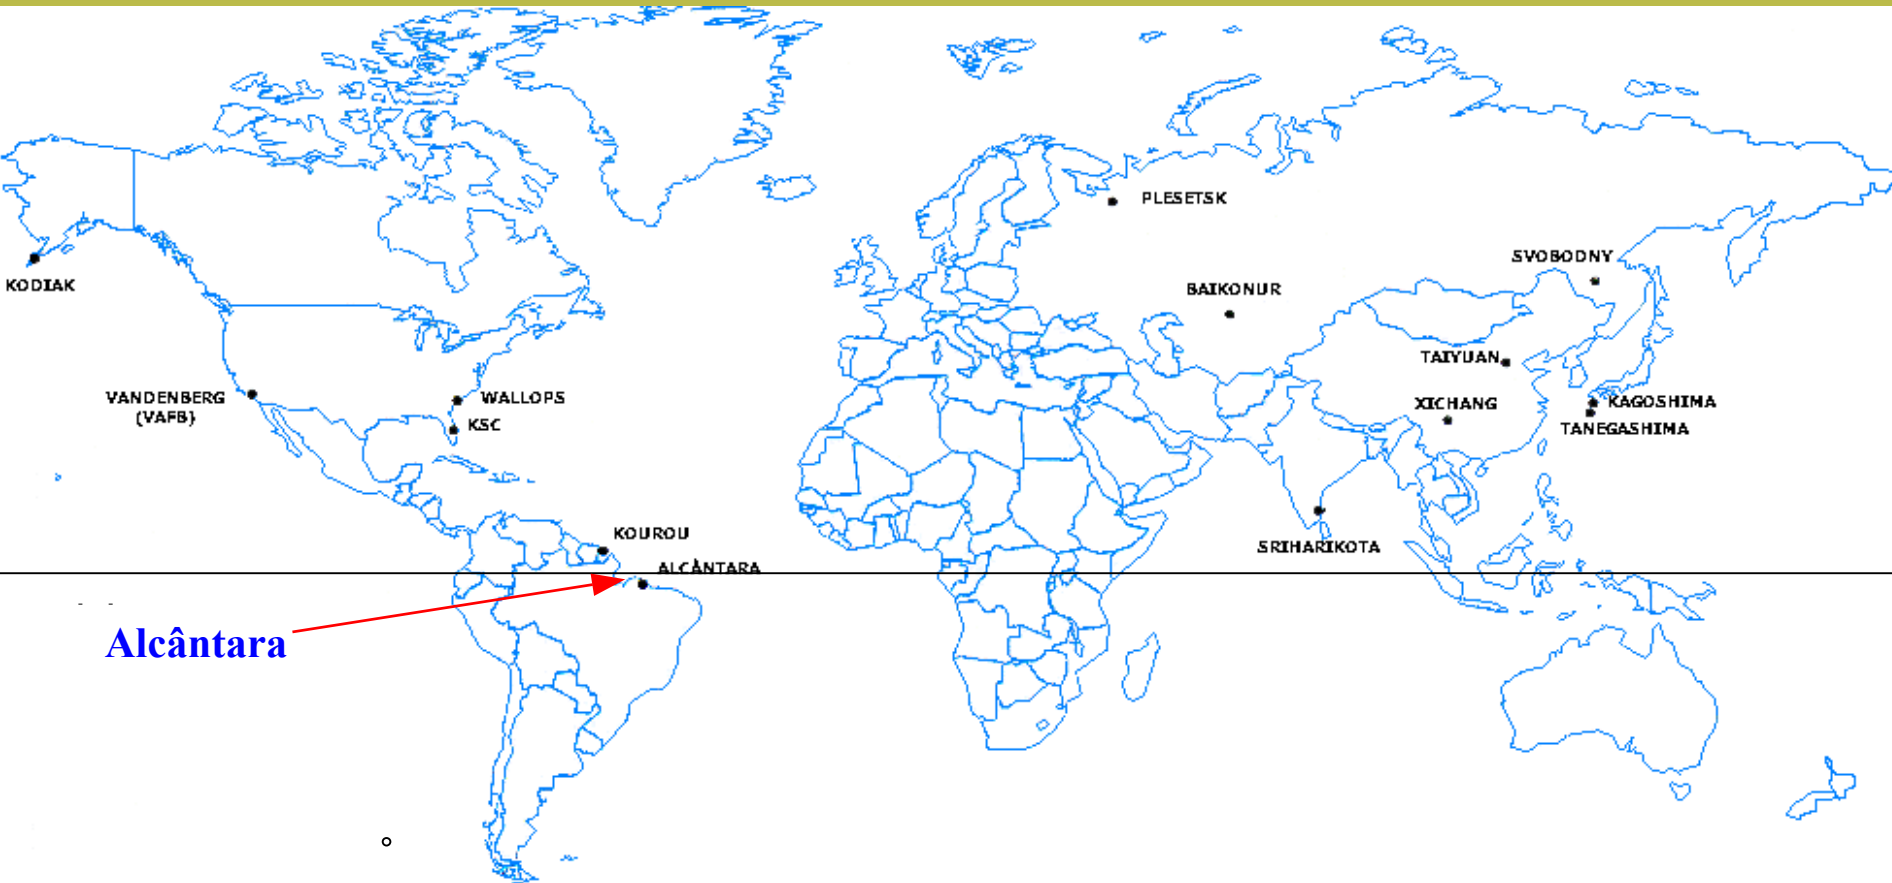 PLESETSK
SVOBODNY
KODIAK
BAIKONUR
TAIYUAN
VANDENBERG
(VAFB)
WALLOPS
KSC
XICHANG
KAGOSHIMA
TANEGASHIMA
KOUROU
SRIHARIKOTA
ALCÂNTARA
Alcântara